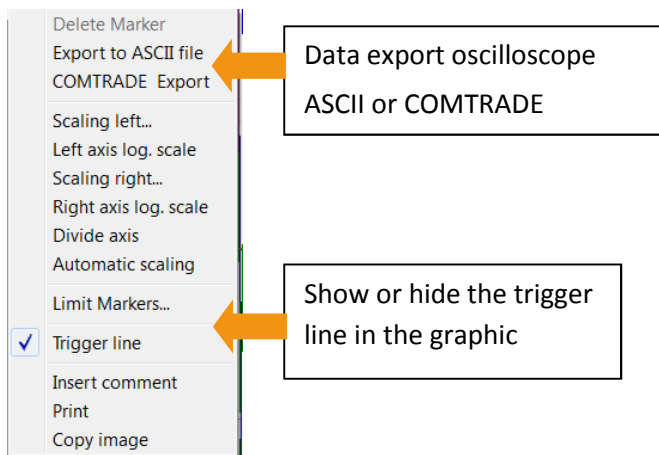 Delete Marker
Export to ASCII file
COMTRADE Export
Scaling left...
Left axis log. scale
Scaling right...
Right axis log. scale
Divide axis
Automatic scaling
Limit Markers...
Trigger line
Insert comment
Print
Copy image
Data export oscilloscope
ASCII or COMTRADE
Show or hide the trigger
line in the graphic